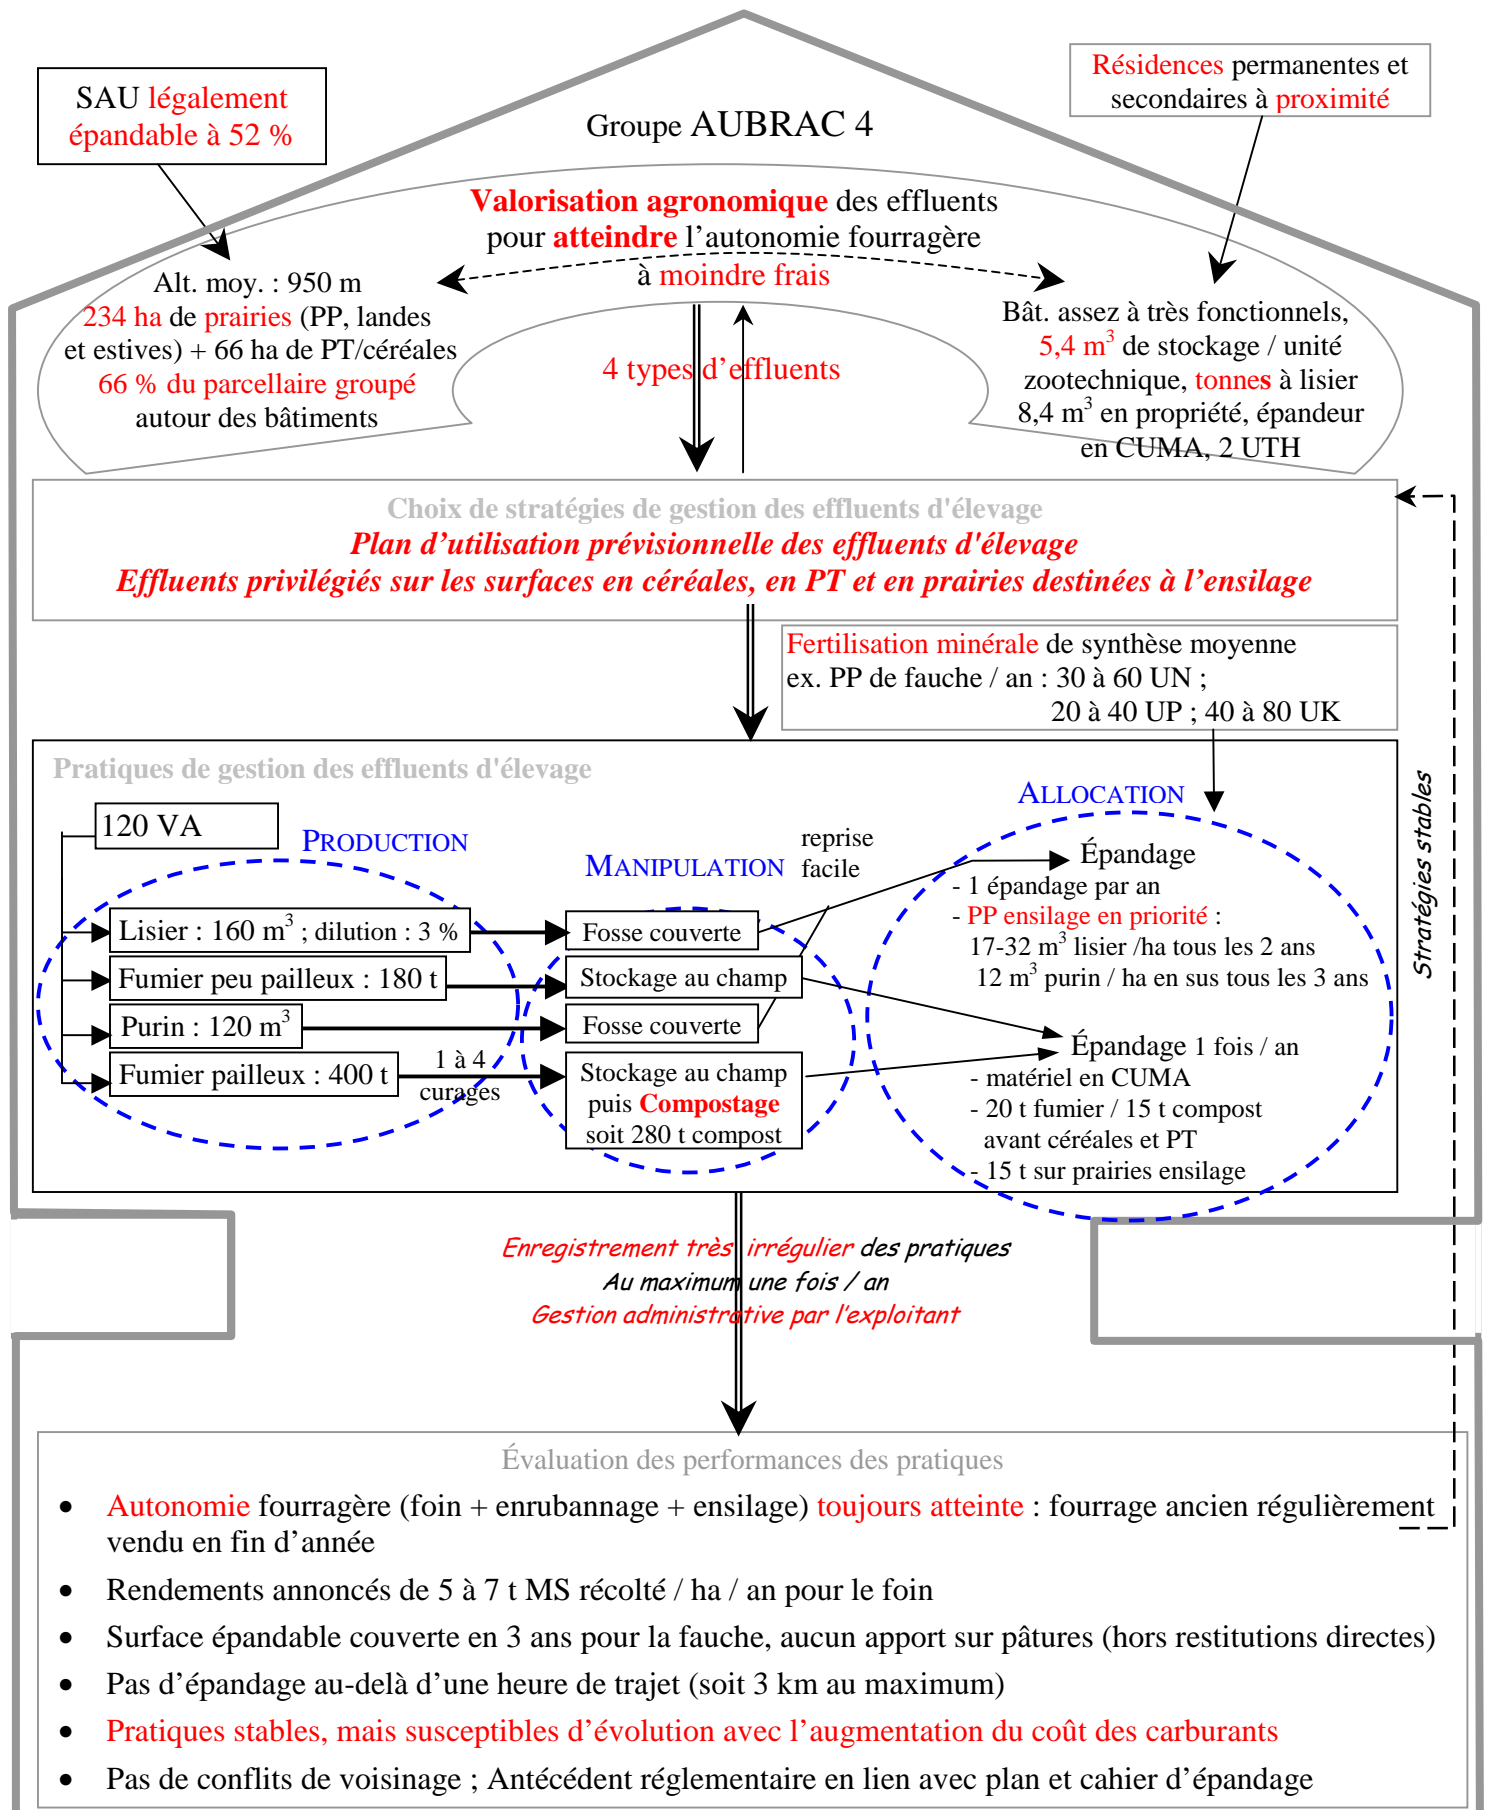 SAU légalement
épandable à 52 %
Résidences permanentes et
secondaires à proximité
Groupe AUBRAC 4
Valorisation agronomique des effluents
pour atteindre l’autonomie fourragère
à moindre frais
Alt. moy. : 950 m
234 ha de prairies (PP, landes
et estives) + 66 ha de PT/céréales
66 % du parcellaire groupé
autour des bâtiments
4 types d’effluents
Bât. assez à très fonctionnels,
5,4 m³ de stockage / unité
zootechnique, tonnes à lisier
8,4 m³ en propriété, épandeur
en CUMA, 2 UTH
Choix de stratégies de gestion des effluents d'élevage
Plan d’utilisation prévisionnelle des effluents d'élevage
Effluents privilégiés sur les surfaces en céréales, en PT et en prairies destinées à l’ensilage
Fertilisation minérale de synthèse moyenne
ex. PP de fauche / an : 30 à 60 UN ;
20 à 40 UP ; 40 à 80 UK
Stratégies stables
Pratiques de gestion des effluents d'élevage
120 VA
PRODUCTION
MANIPULATION
ALLOCATION
reprise
facile
Lisier : 160 m³ ; dilution : 3 %
Fumier peu pailleux : 180 t
Purin : 120 m³
Fumier pailleux : 400 t
1 à 4
curages
Fosse couverte
Stockage au champ
Fosse couverte
Stockage au champ
puis Compostage
soit 280 t compost
Épandage
- 1 épandage par an
- PP ensilage en priorité :
17-32 m³ lisier /ha tous les 2 ans
12 m³ purin / ha en sus tous les 3 ans
Épandage 1 fois / an
- matériel en CUMA
- 20 t fumier / 15 t compost
avant céréales et PT
- 15 t sur prairies ensilage
Enregistrement très irrégulier des pratiques
Au maximum une fois / an
Gestion administrative par l'exploitant
Évaluation des performances des pratiques
• Autonomie fourragère (foin + enrubannage + ensilage) toujours atteinte : fourrage ancien régulièrement
vendu en fin d’année
• Rendements annoncés de 5 à 7 t MS récolté / ha / an pour le foin
• Surface épandable couverte en 3 ans pour la fauche, aucun apport sur pâtures (hors restitutions directes)
• Pas d’épandage au-delà d’une heure de trajet (soit 3 km au maximum)
• Pratiques stables, mais susceptibles d’évolution avec l’augmentation du coût des carburants
• Pas de conflits de voisinage ; Antécédent réglementaire en lien avec plan et cahier d’épandage